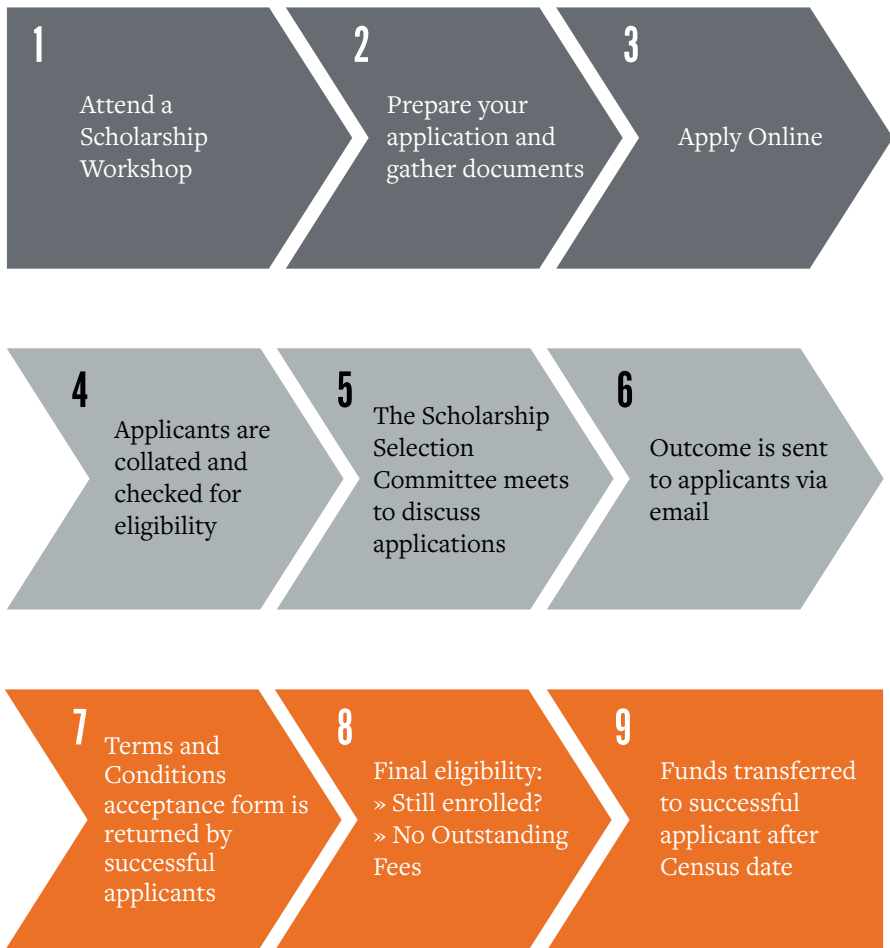 1
Attend a
Scholarship
Workshop
2
Prepare your
application and
gather documents
3
Apply Online
4
Applicants are
collated and
checked for
eligibility
5
The Scholarship
Selection
Committee meets
to discuss
applications
6
Outcome is sent
to applicants via
email
7
Terms and
Conditions
acceptance form is
returned by
successful
applicants
8
Final eligibility:
» Still enrolled?
» No Outstanding
Fees
9
Funds transferred
to successful
applicant after
Census date